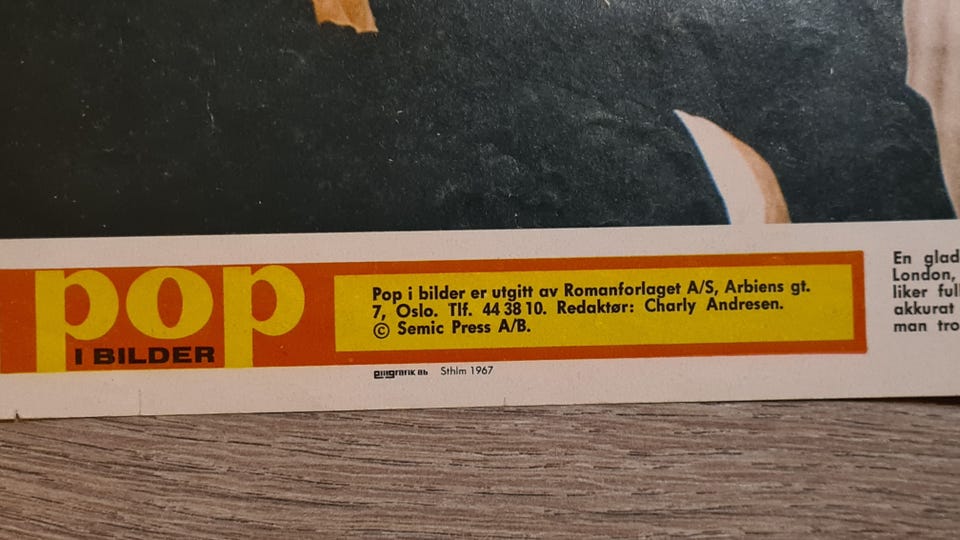 pop
I BILDER
Pop i bilder er utgitt av Romanforlaget A/S, Arbiens gt.
7, Oslo. Tlf. 44 38 10. Redaktør: Charly Andresen.
© Semic Press A/B.
Sthlm 1967
En glad
London,
liker full
akkurat
man tro